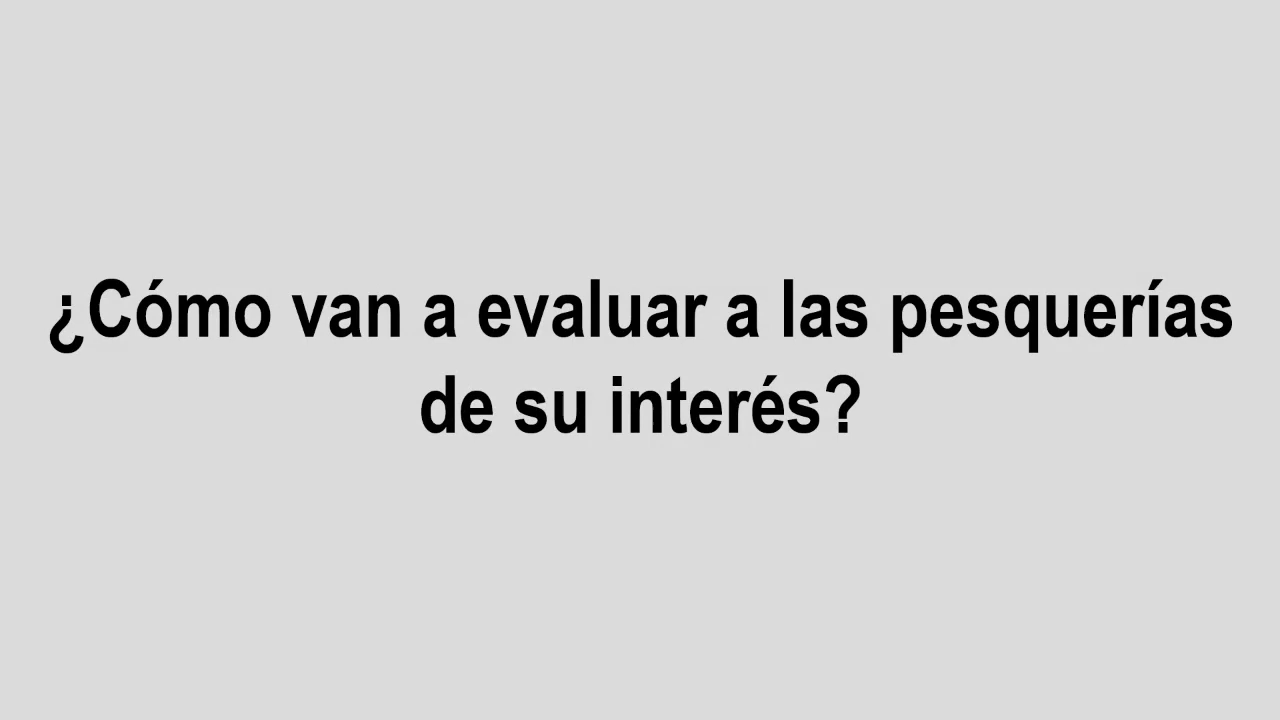 ¿Cómo van a evaluar a las pesquerías
de su interés?